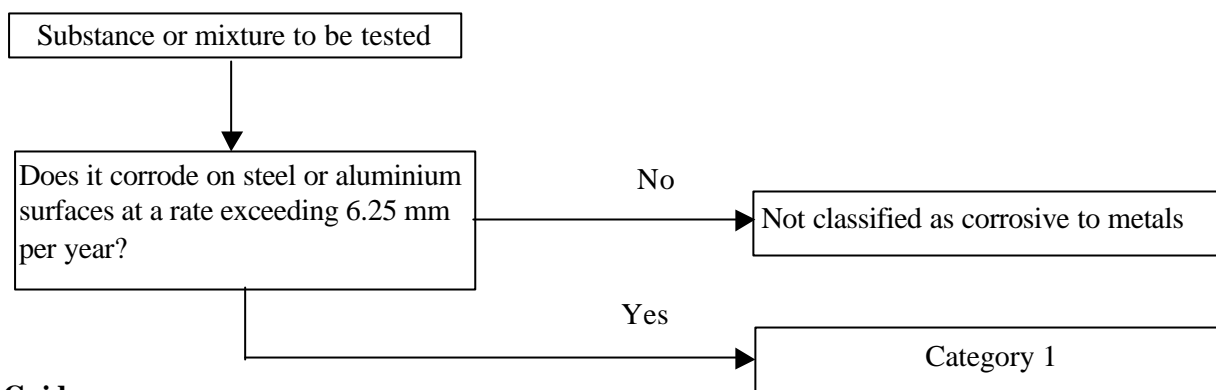 Substance or mixture to be tested
Does it corrode on steel or aluminium
surfaces at a rate exceeding 6.25 mm
per year?
No
Not classified as corrosive to metals
Yes
Category 1